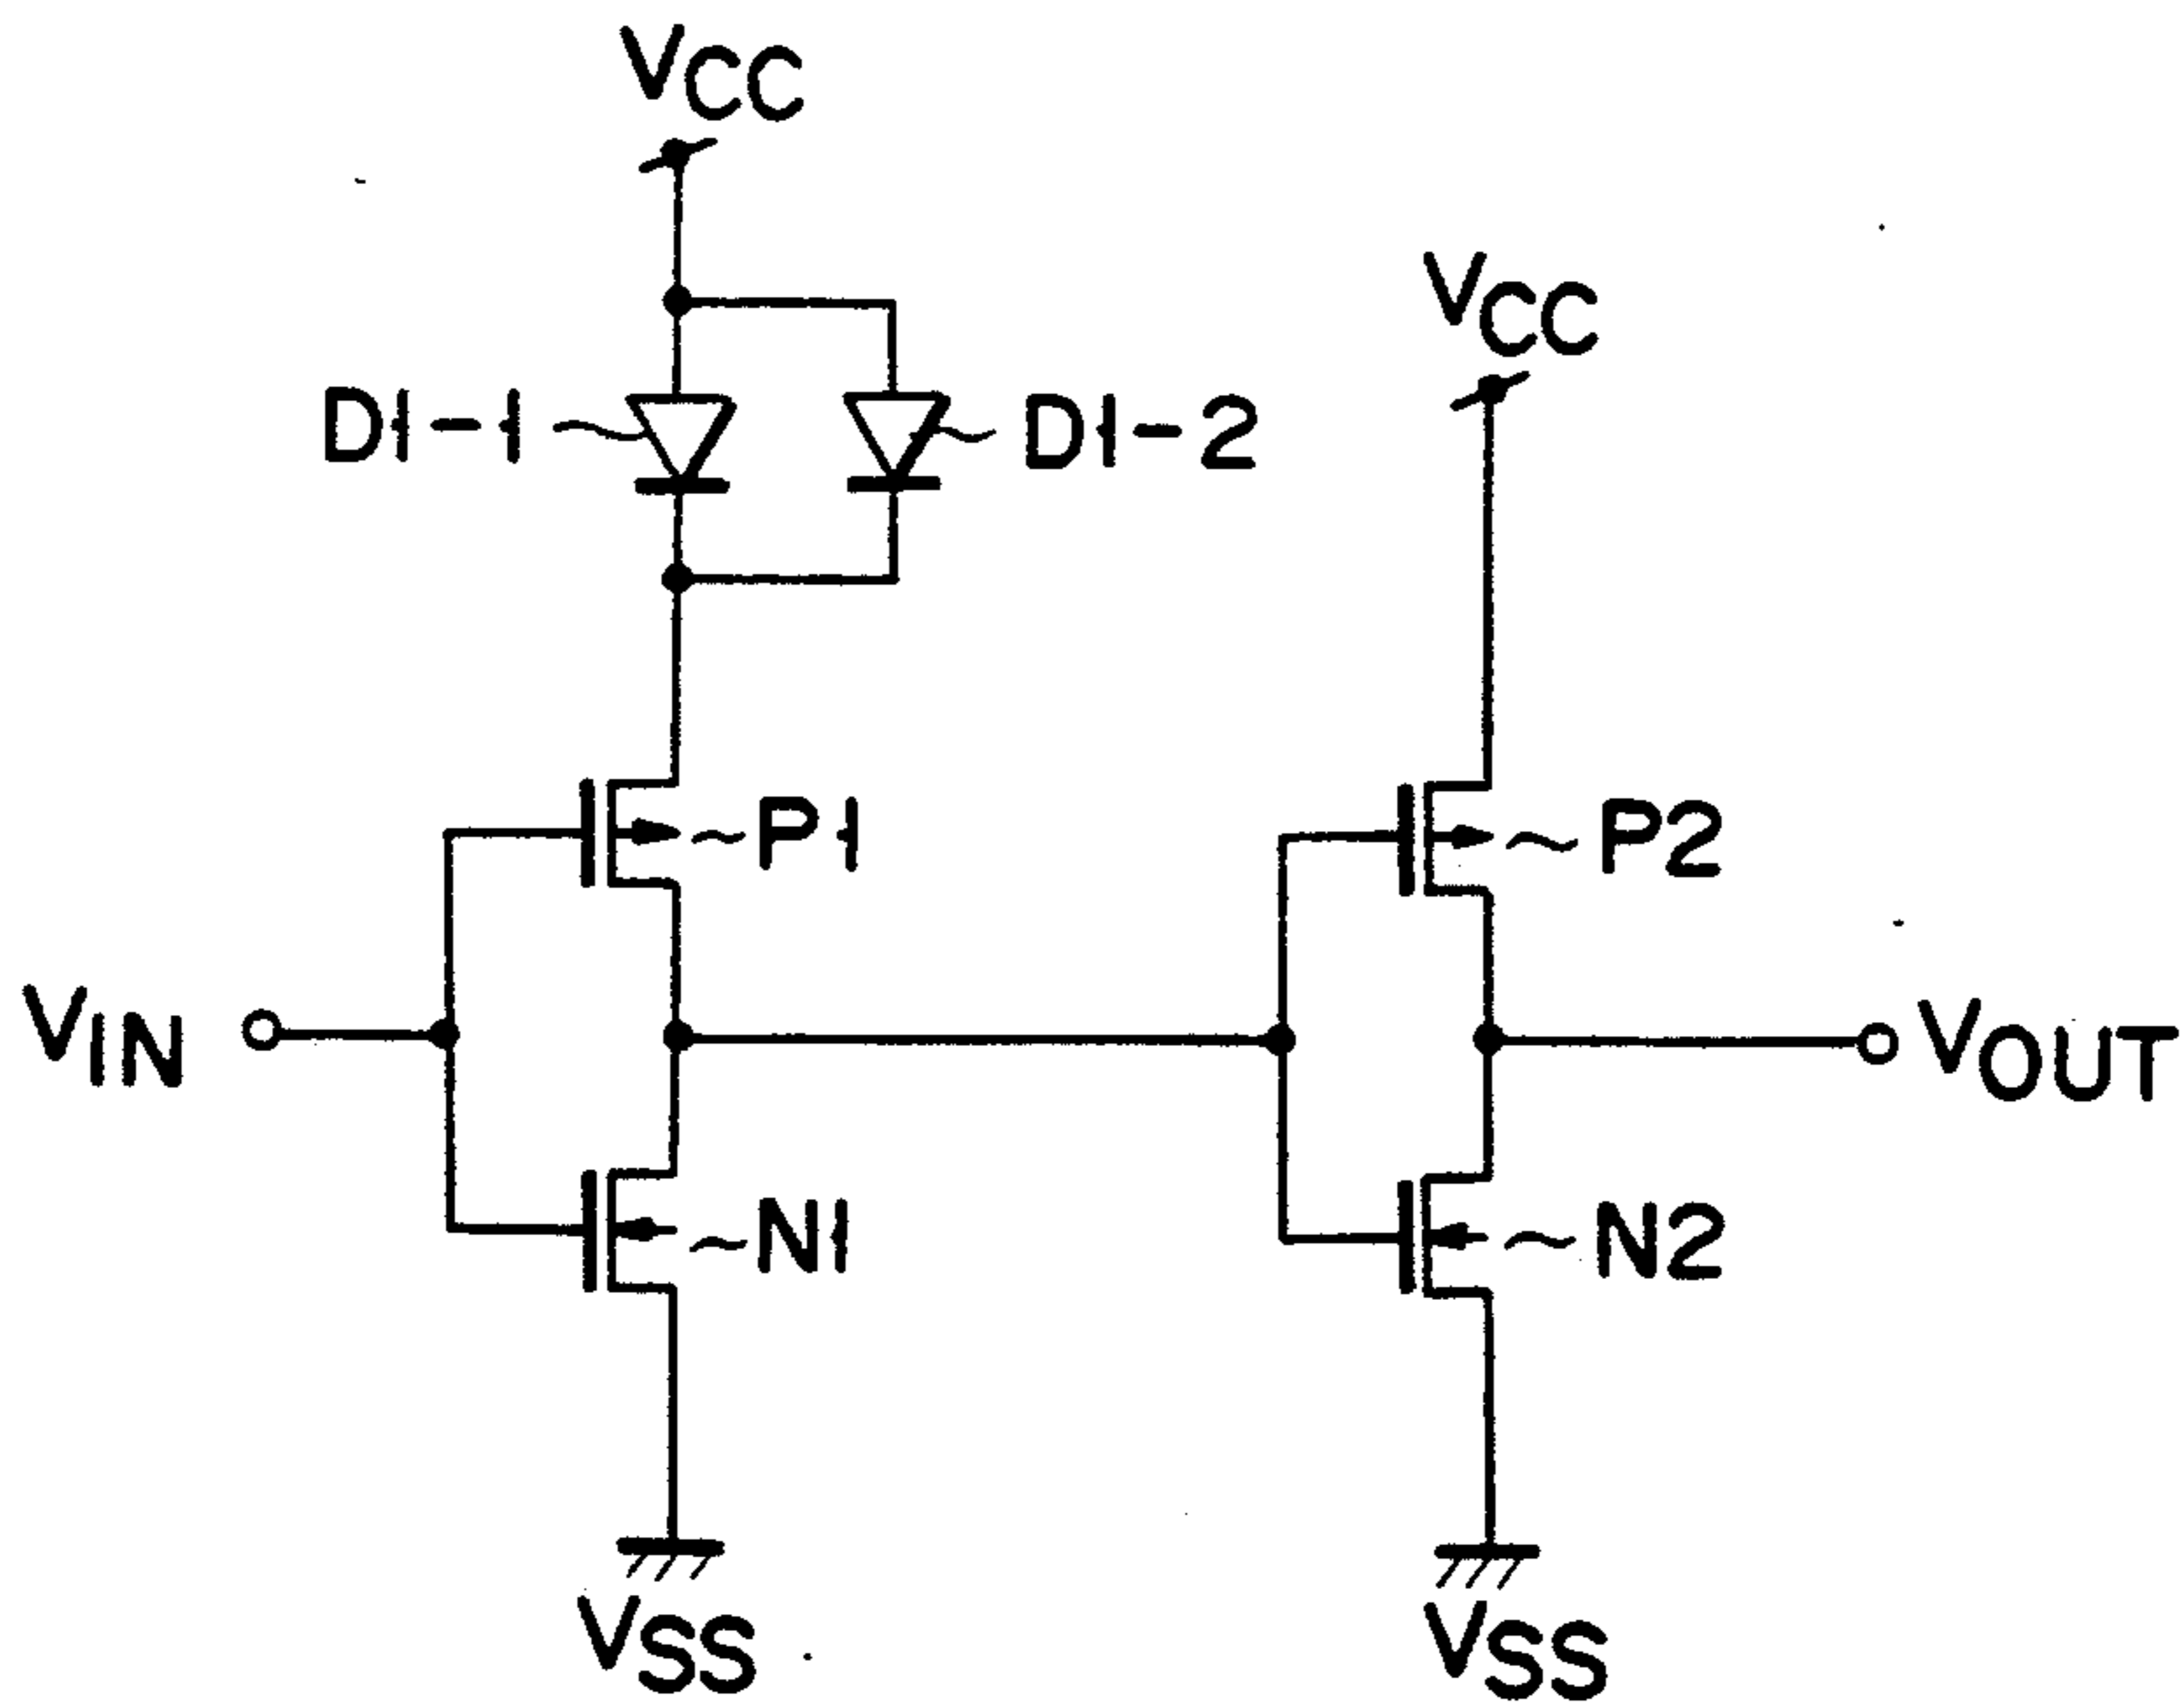 VCC
VCC
D1-1
D1-2
P1
P2
VIN
VOUT
N1
N2
VSS
VSS